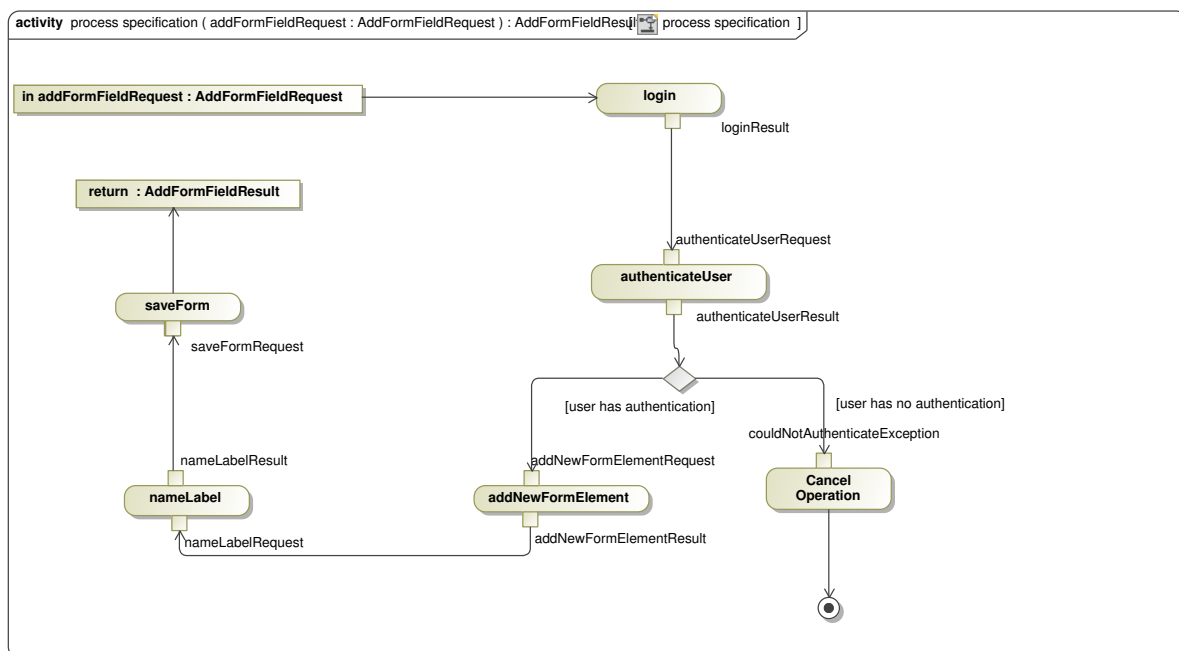 activity process specification ( addFormFieldRequest : AddFormFieldRequest ) : AddFormFieldResult[ process specification ]
in addFormFieldRequest : AddFormFieldRequest
login
loginResult
return : AddFormFieldResult
authenticateUserRequest
authenticateUser
authenticateUserResult
saveForm
saveFormRequest
[user has authentication]
[user has no authentication]
couldNotAuthenticateException
nameLabelResult
addNewFormElementRequest
Cancel
Operation
nameLabel
addNewFormElement
nameLabelRequest
addNewFormElementResult